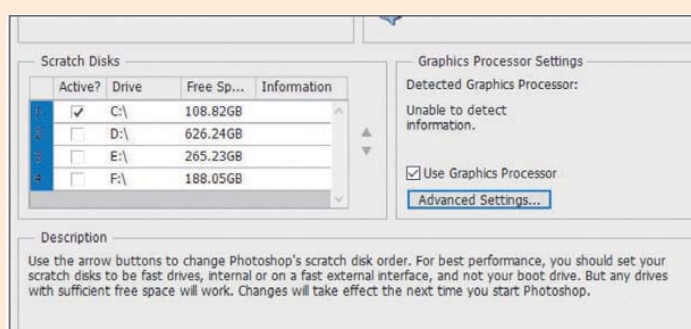 Scratch Disks
Active? Drive Free Sp... Information
1 C:\ 108.82GB
2 D:\ 626.24GB
3 E:\ 265.23GB
4 F:\ 188.05GB
Graphics Processor Settings
Detected Graphics Processor:
Unable to detect
information.
Use Graphics Processor
Advanced Settings...
Description
Use the arrow buttons to change Photoshop's scratch disk order. For best performance, you should set your
scratch disks to be fast drives, internal or on a fast external interface, and not your boot drive. But any drives
with sufficient free space will work. Changes will take effect the next time you start Photoshop.